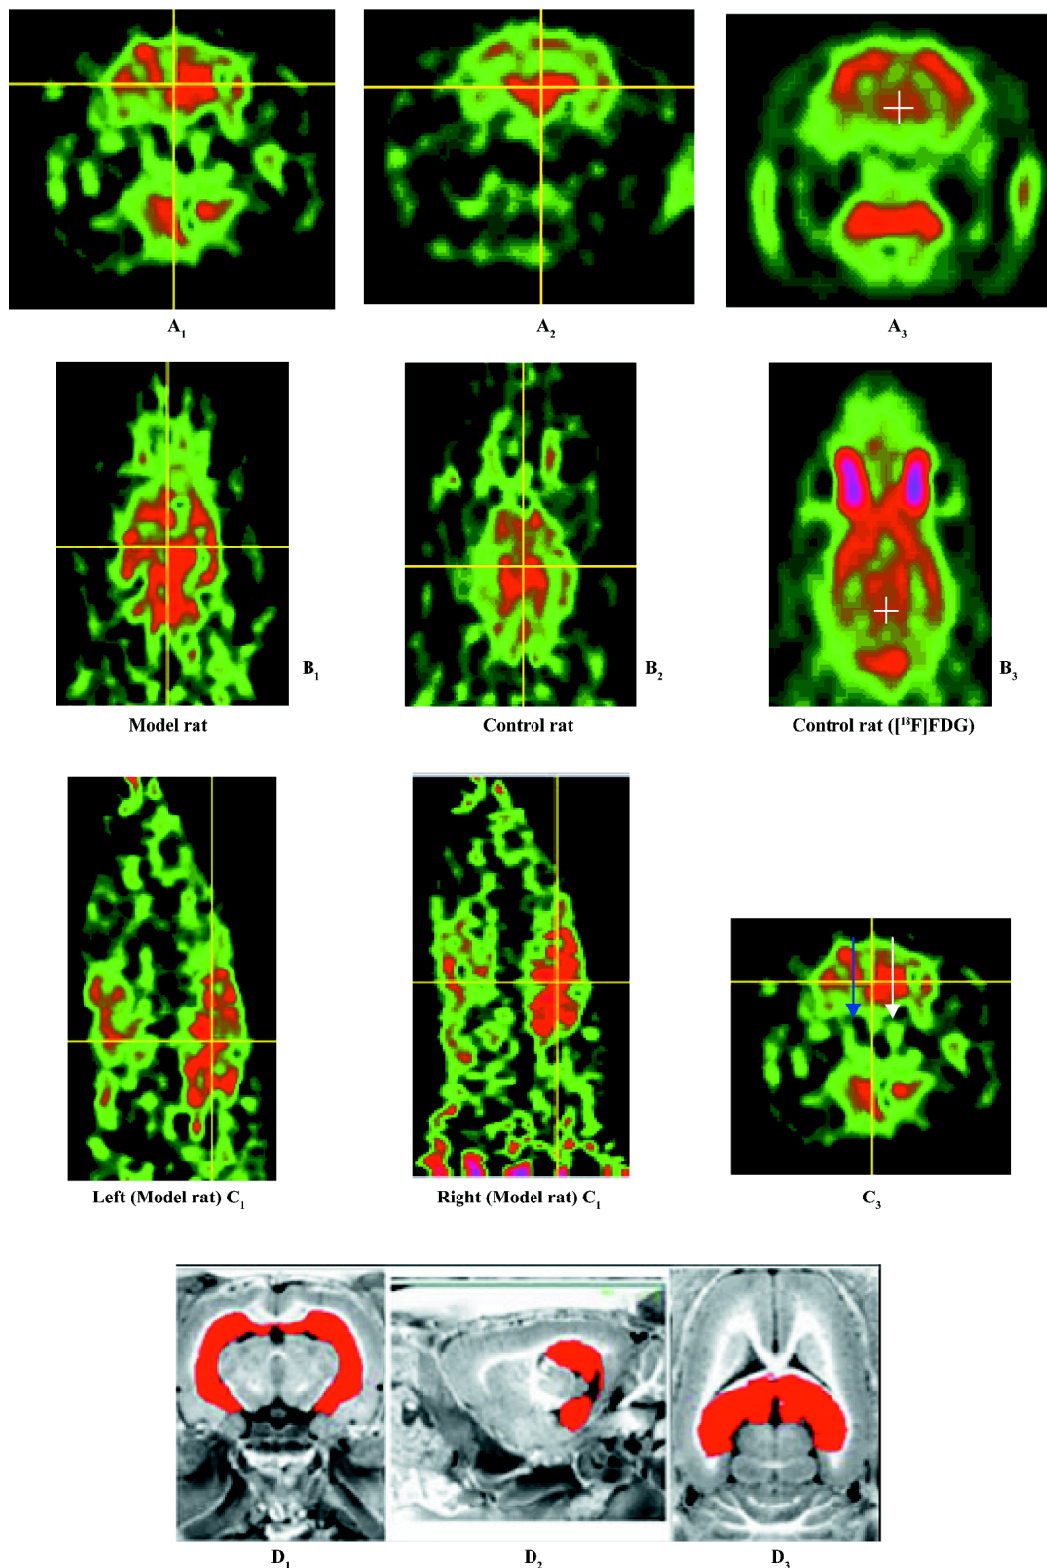 A₁ A₂ A₃
B₁ B₂ B₃
Model rat Control rat Control rat ([¹⁸F]FDG)
Left (Model rat) C₁ Right (Model rat) C₁ C₃
D₁ D₂ D₃